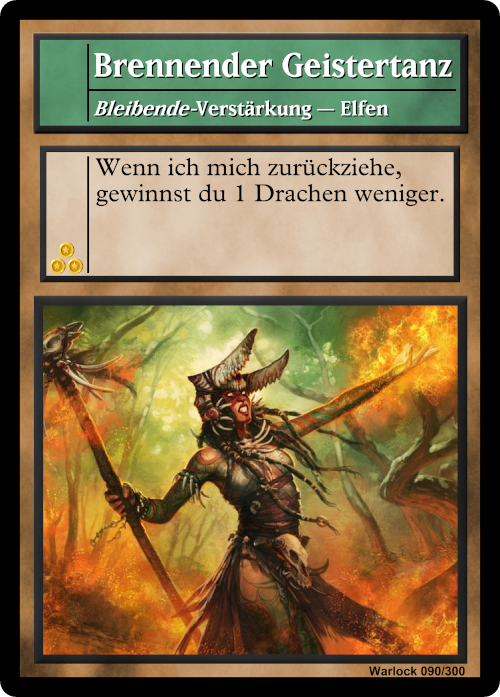 Brennender Geistertanz
Bleibende-Verstärkung — Elfen
Wenn ich mich zurückziehe,
gewinnst du 1 Drachen weniger.
Warlock 090/300